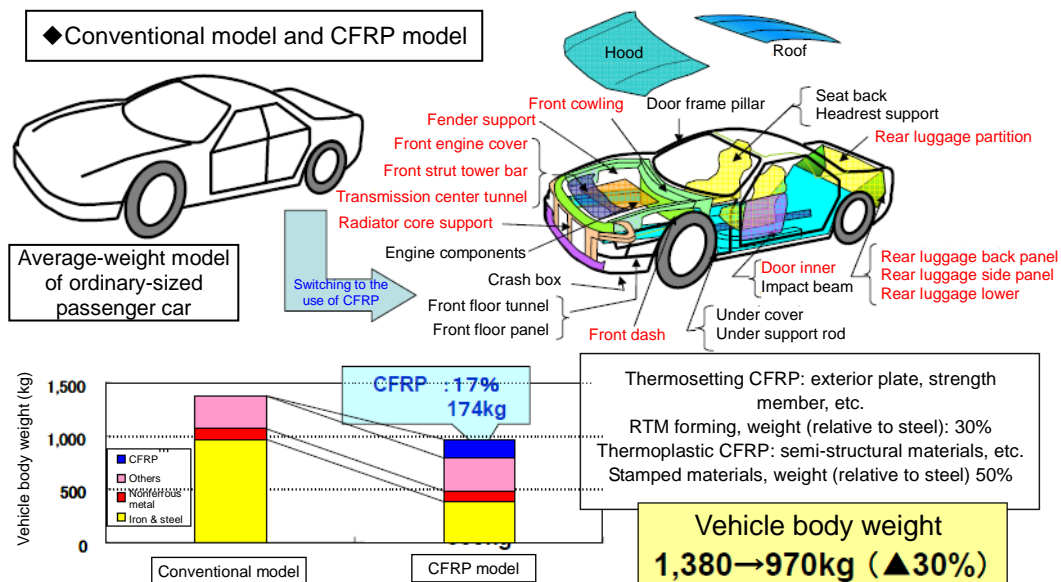 ◆Conventional model and CFRP model
Hood
Roof
Front cowling
Door frame pillar
Seat back
Headrest support
Fender support
Rear luggage partition
Front engine cover
Front strut tower bar
Transmission center tunnel
Radiator core support
Engine components
Crash box
Front floor tunnel
Front floor panel
Front dash
Door inner
Impact beam
Under cover
Under support rod
Rear luggage back panel
Rear luggage side panel
Rear luggage lower
Average-weight model
of ordinary-sized
passenger car
Switching to the
use of CFRP
Vehicle body weight (kg)
1,500
1,000
500
0
CFRP
Others
Nonferrous
metal
Iron & steel
CFRP :17%
174kg
Conventional model
CFRP model
Thermosetting CFRP: exterior plate, strength
member, etc.
RTM forming, weight (relative to steel): 30%
Thermoplastic CFRP: semi-structural materials, etc.
Stamped materials, weight (relative to steel) 50%
Vehicle body weight
1,380→970kg (▲30%)